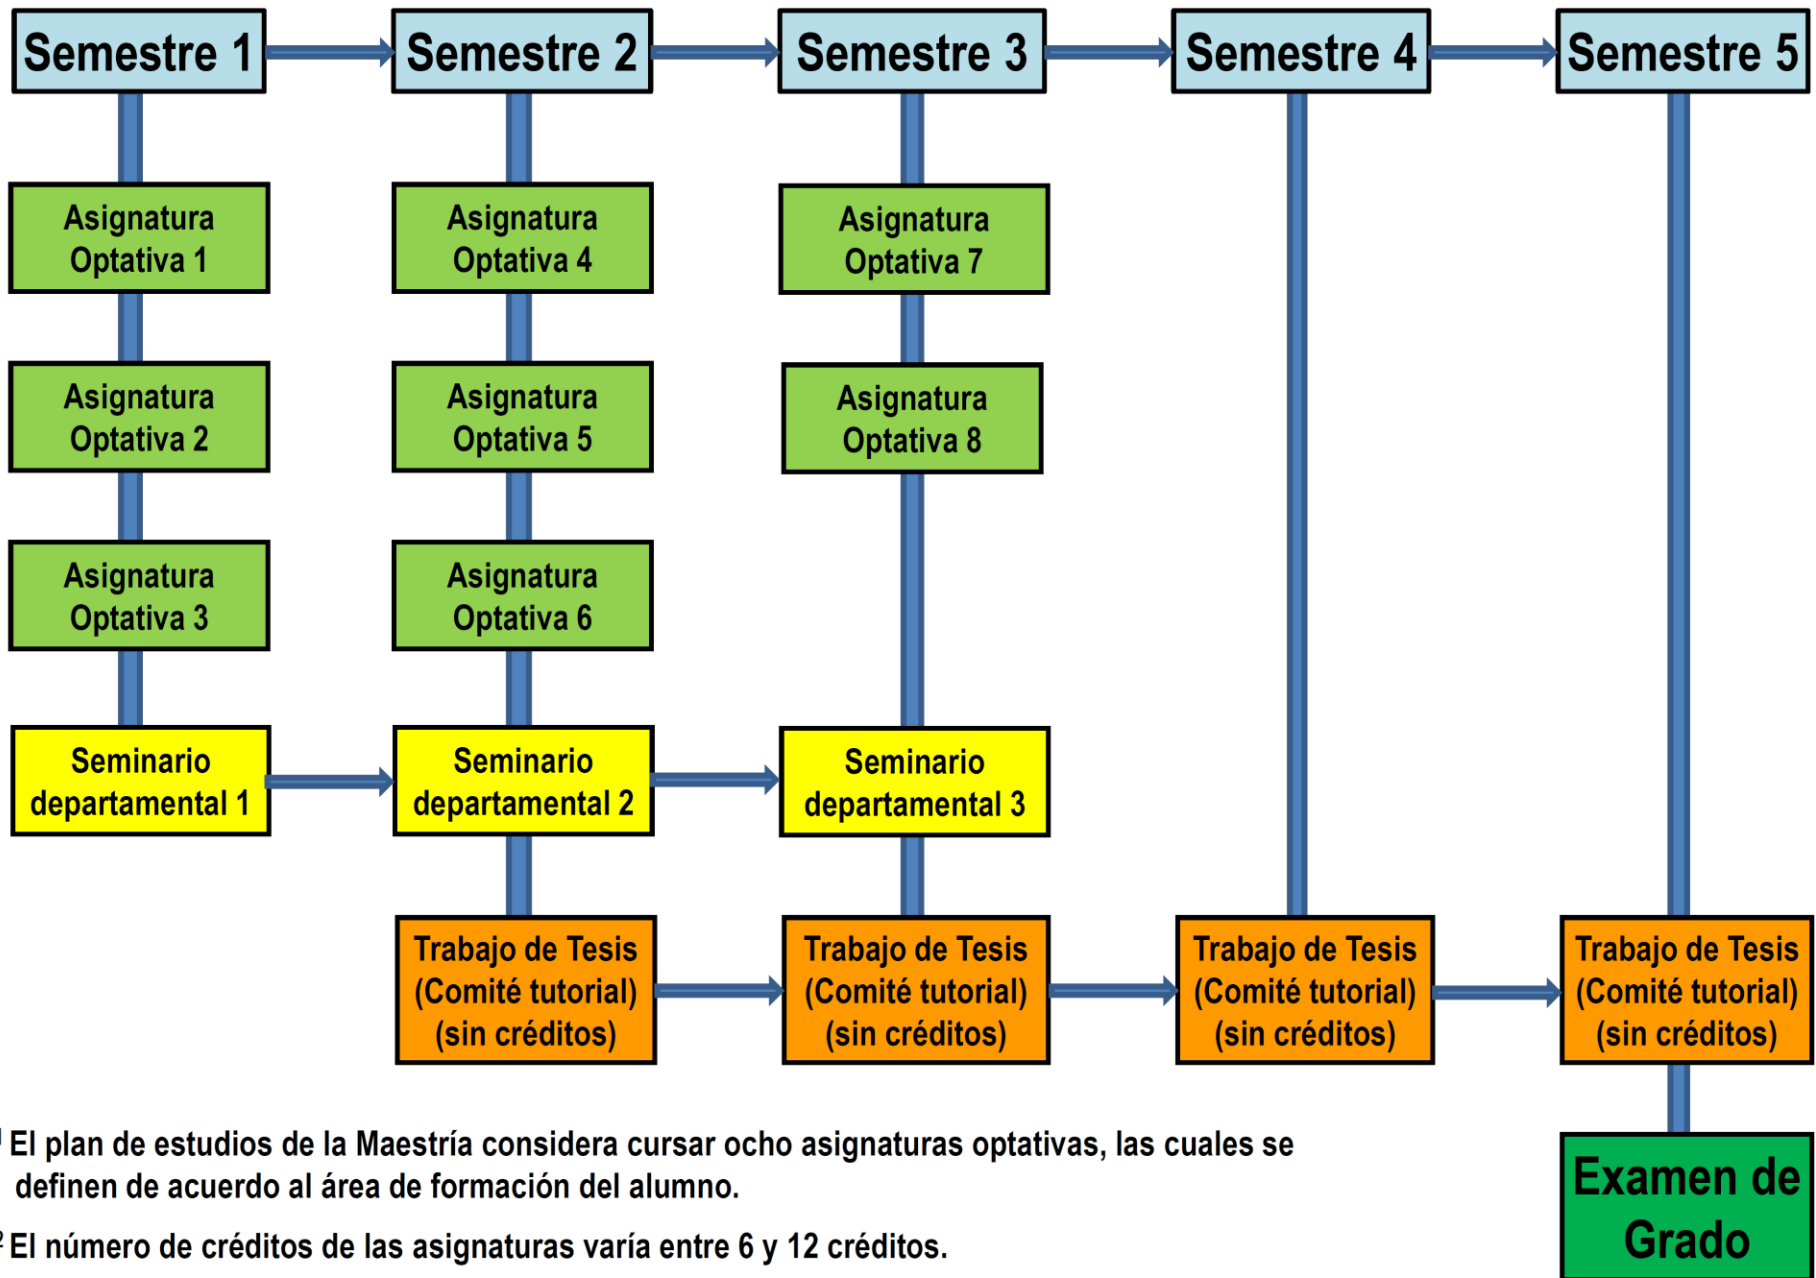 Semestre 1
Semestre 2
Semestre 3
Semestre 4
Semestre 5
Asignatura
Optativa 1
Asignatura
Optativa 4
Asignatura
Optativa 7
Asignatura
Optativa 2
Asignatura
Optativa 5
Asignatura
Optativa 8
Asignatura
Optativa 3
Asignatura
Optativa 6
Seminario
departamental 1
Seminario
departamental 2
Seminario
departamental 3
Trabajo de Tesis
(Comité tutorial)
(sin créditos)
Trabajo de Tesis
(Comité tutorial)
(sin créditos)
Trabajo de Tesis
(Comité tutorial)
(sin créditos)
Trabajo de Tesis
(Comité tutorial)
(sin créditos)
1 El plan de estudios de la Maestría considera cursar ocho asignaturas optativas, las cuales se
definen de acuerdo al área de formación del alumno.
2 El número de créditos de las asignaturas varía entre 6 y 12 créditos.
Examen de
Grado